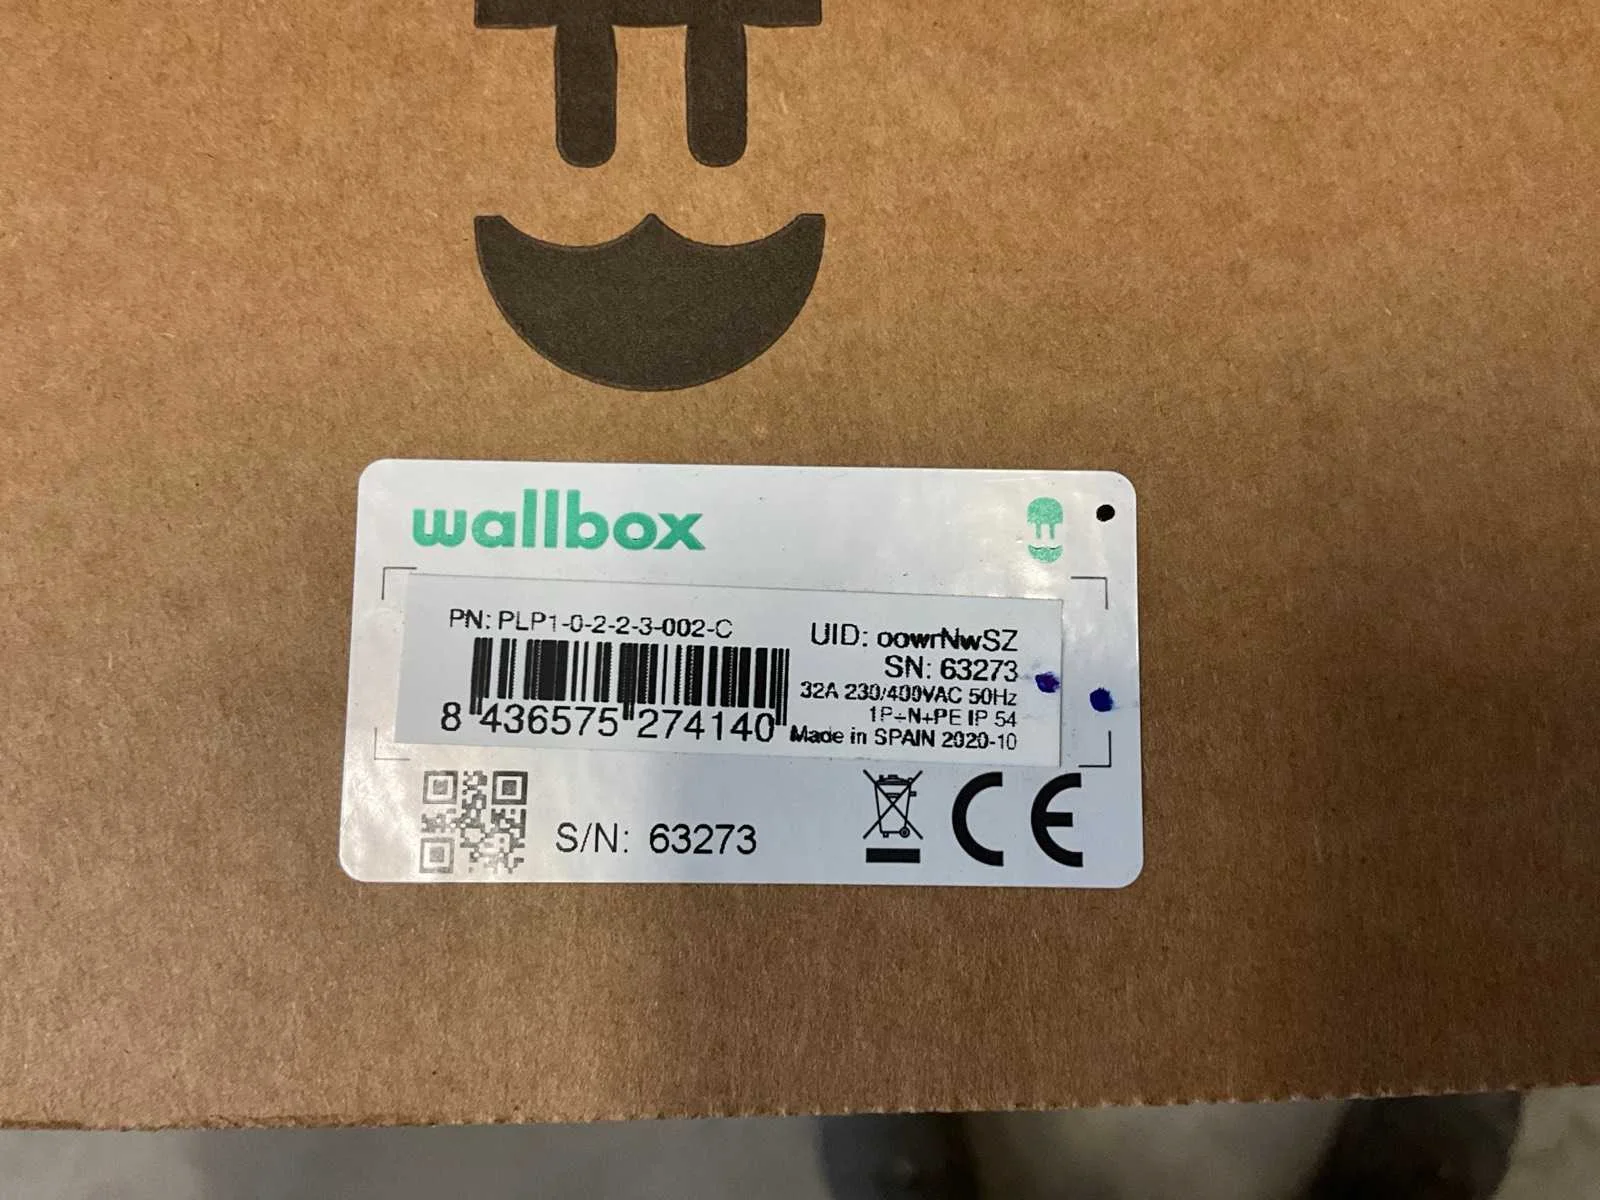 wallbox
PN: PLP1-0-2-2-3-002-C
8 436575 274140
UID: oowrNwSZ
SN: 63273
32A 230/400VAC 50Hz
1P+N+PE IP 54
Made in SPAIN 2020-10
S/N: 63273
CE